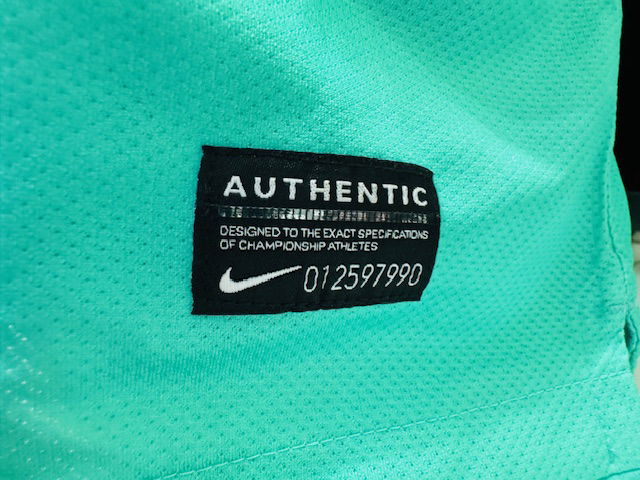 AUTHENTIC
DESIGNED TO THE EXACT SPECIFICATIONS
OF CHAMPIONSHIP ATHLETES
012597990